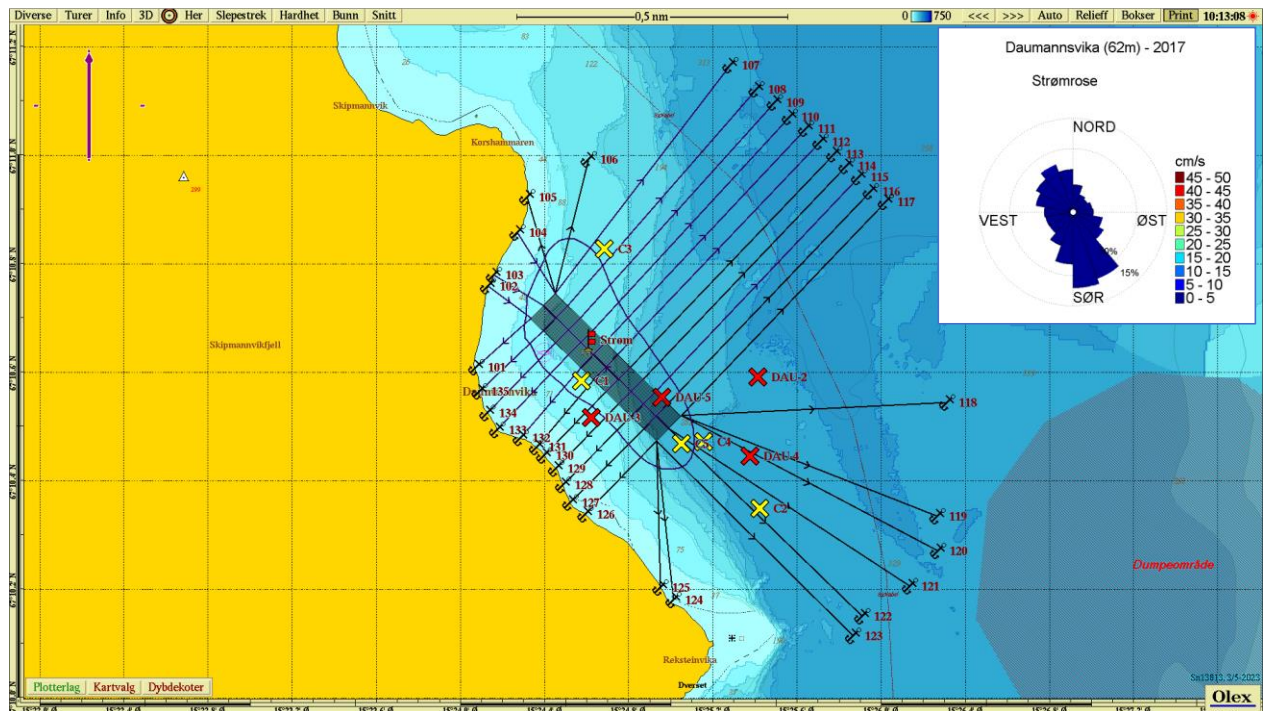 Diverse Turer Info 3D Her Slepestrek Hardhet Bunn Snitt 0,5 nm 0 750 <<< >>> Auto Relieff Bokser Print 10:13:08
Daumannsvika (62m) - 2017
Strømrose
NORD
VEST
ØST
SØR
15%
cm/s
45 - 50
40 - 45
35 - 40
30 - 35
25 - 30
20 - 25
15 - 20
10 - 15
5 - 10
0 - 5
107
108
109
110
111
112
113
114
115
116
117
Skipmannvik
Korshammaren
106
105
104
103
102
C3
299
Strøm
Skipmannvikfjell
101
C1
DAU-2
135
DAU-5
118
134
DAU-3
133
132
C4
131
DAU-4
130
129
128
127
126
C2
119
120
Dumpeområde
125
124
121
122
123
Reksteinvika
Dverset
Plotterlag Kartvalg Dybdekoter
Olex